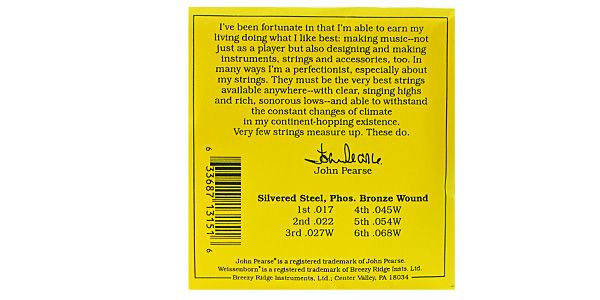 I've been fortunate in that I'm able to earn my
living doing what I like best: making music--not
just as a player but also designing and making
instruments, strings and accessories, too. In
many ways I'm a perfectionist, especially about
my strings. They must be the very best strings
available anywhere--with clear, singing highs
and rich, sonorous lows--and able to withstand
the constant changes of climate
in my continent-hopping existence.
Very few strings measure up. These do.
John Pearse
John Pearse
6 33687 13151 6
Silvered Steel, Phos. Bronze Wound
1st .017 4th .045W
2nd .022 5th .054W
3rd .027W 6th .068W
John Pearse® is a registered trademark of John Pearse.
Weissenborn® is a registered trademark of Breezy Ridge Insts. Ltd.
Breezy Ridge Instruments, Ltd.; Center Valley, PA 18034